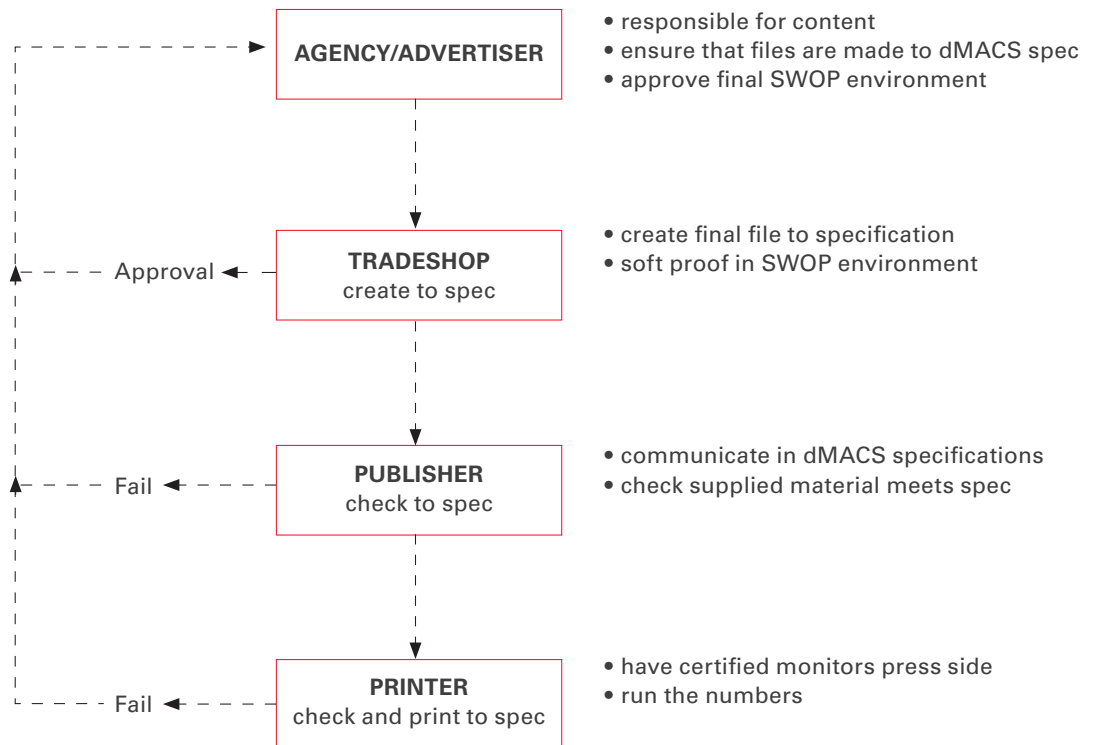 AGENCY/ADVERTISER
• responsible for content
• ensure that files are made to dMACS spec
• approve final SWOP environment
Approval
TRADESHOP
create to spec
• create final file to specification
• soft proof in SWOP environment
Fail
PUBLISHER
check to spec
• communicate in dMACS specifications
• check supplied material meets spec
Fail
PRINTER
check and print to spec
• have certified monitors press side
• run the numbers